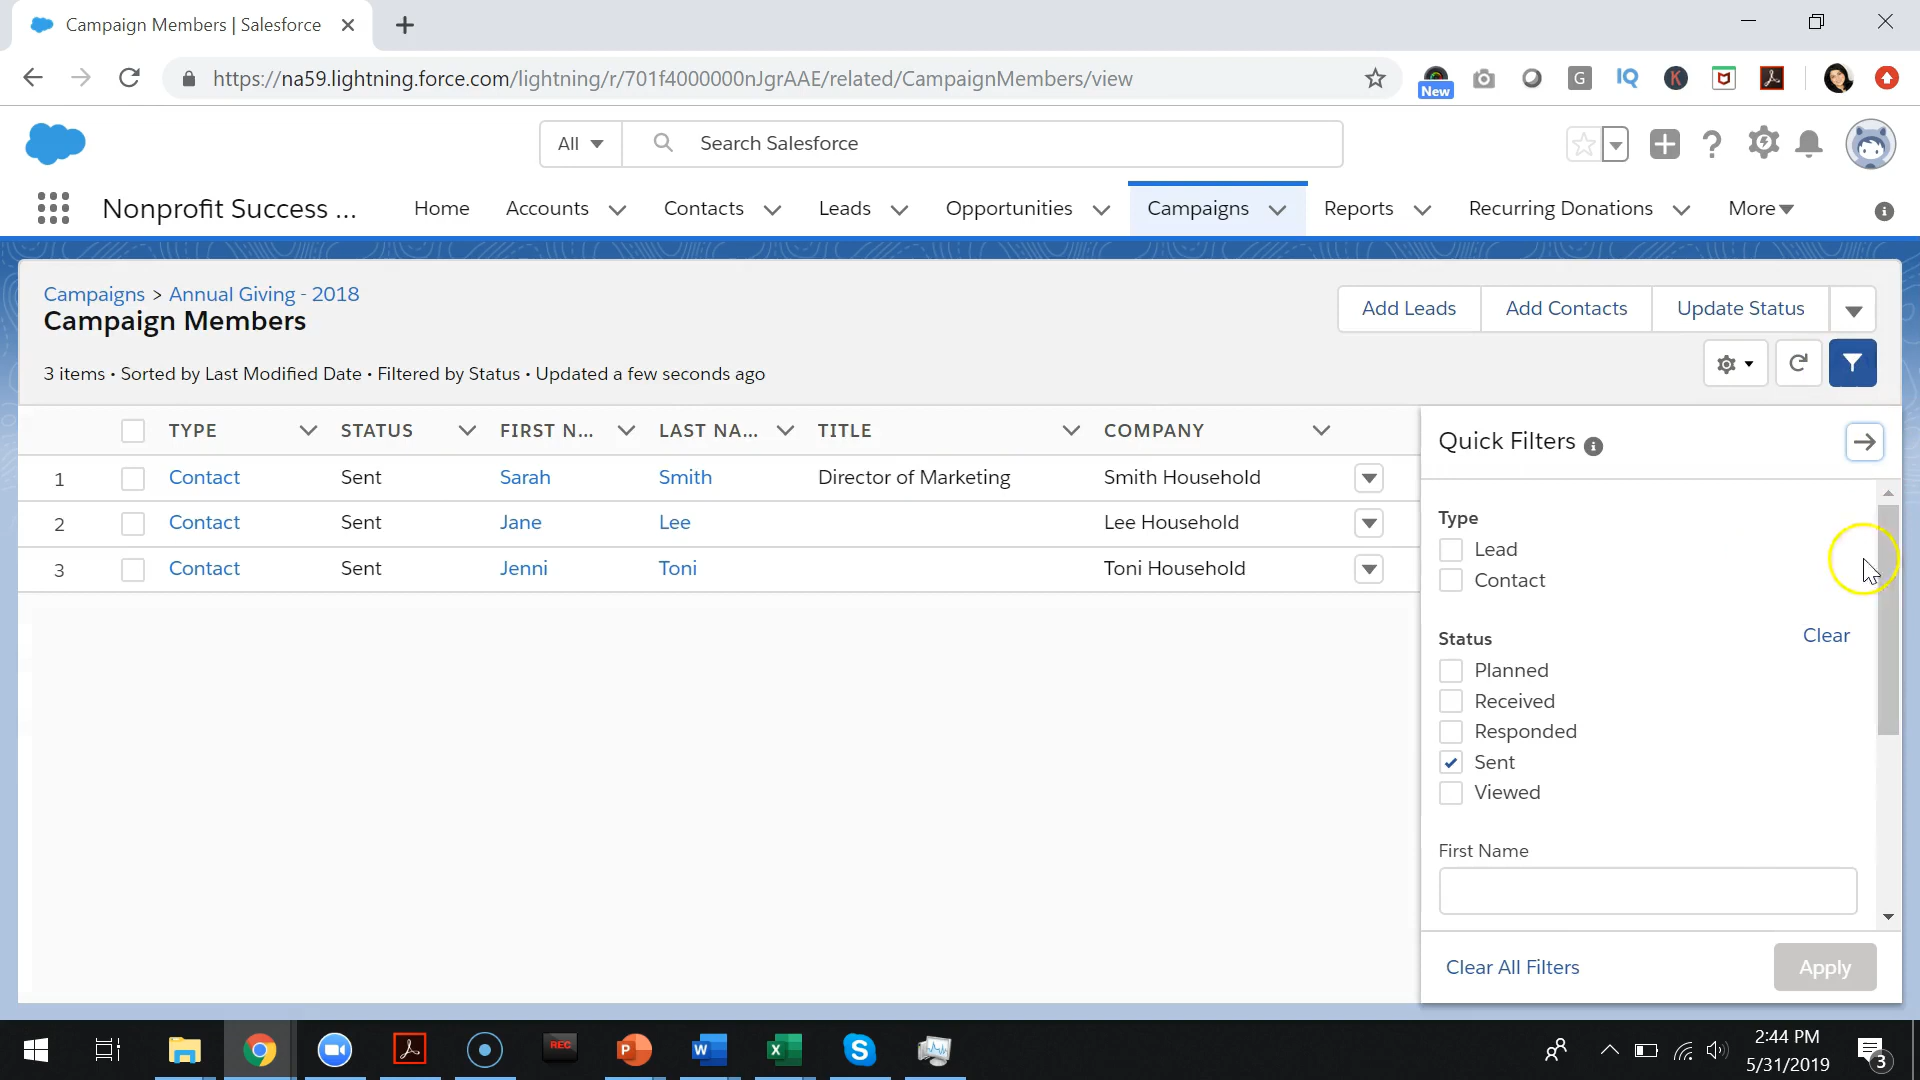 Campaign Members | Salesforce
https://na59.lightning.force.com/lightning/r/701f4000000nJgrAAE/related/CampaignMembers/view
New
G
IQ
K
All
Search Salesforce
Nonprofit Success ...
Home
Accounts
Contacts
Leads
Opportunities
Campaigns
Reports
Recurring Donations
More
Campaigns > Annual Giving - 2018
Campaign Members
Add Leads
Add Contacts
Update Status
3 items • Sorted by Last Modified Date • Filtered by Status • Updated a few seconds ago
TYPE STATUS FIRST N... LAST NA... TITLE COMPANY
1 Contact Sent Sarah Smith Director of Marketing Smith Household
2 Contact Sent Jane Lee Lee Household
3 Contact Sent Jenni Toni Toni Household
Quick Filters
Type
Lead
Contact
Status Clear
Planned
Received
Responded
Sent
Viewed
First Name
Clear All Filters
Apply
REC
P
W
X
S
2:44 PM
5/31/2019
3